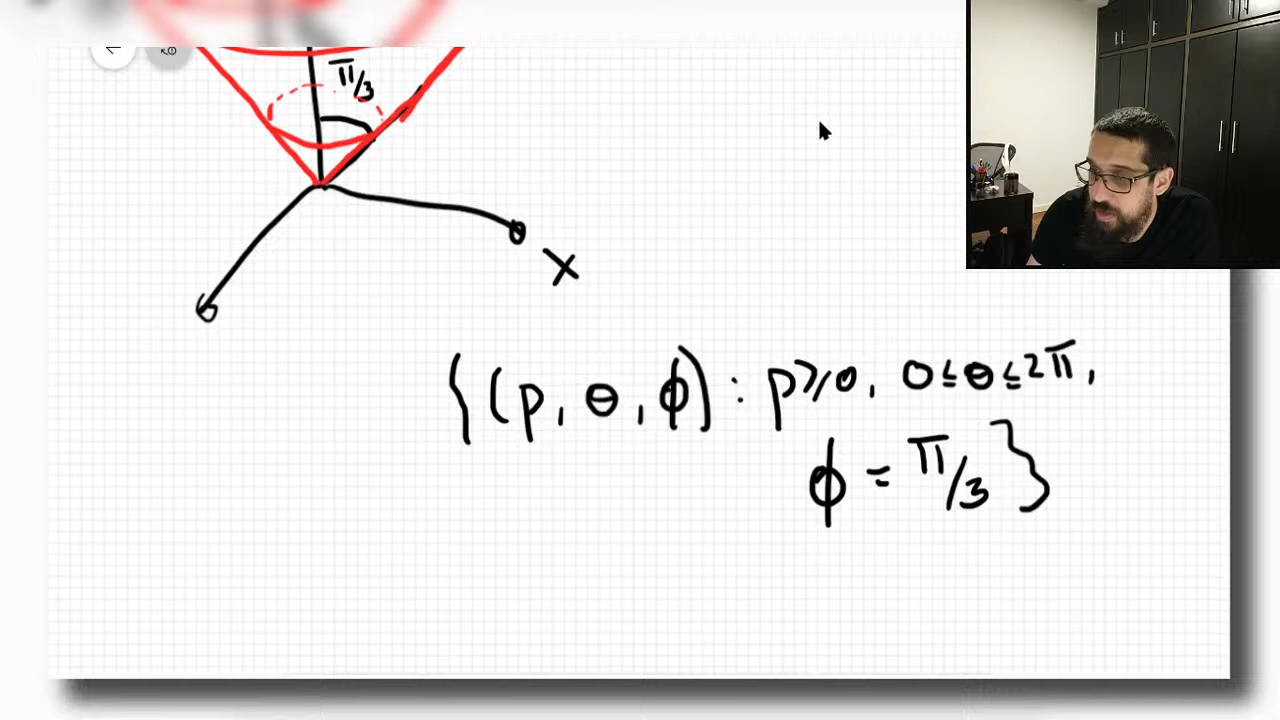 π/3
x
{(p, θ, ϕ) : p⩾0, 0≤θ≤2π,
ϕ = π/3}